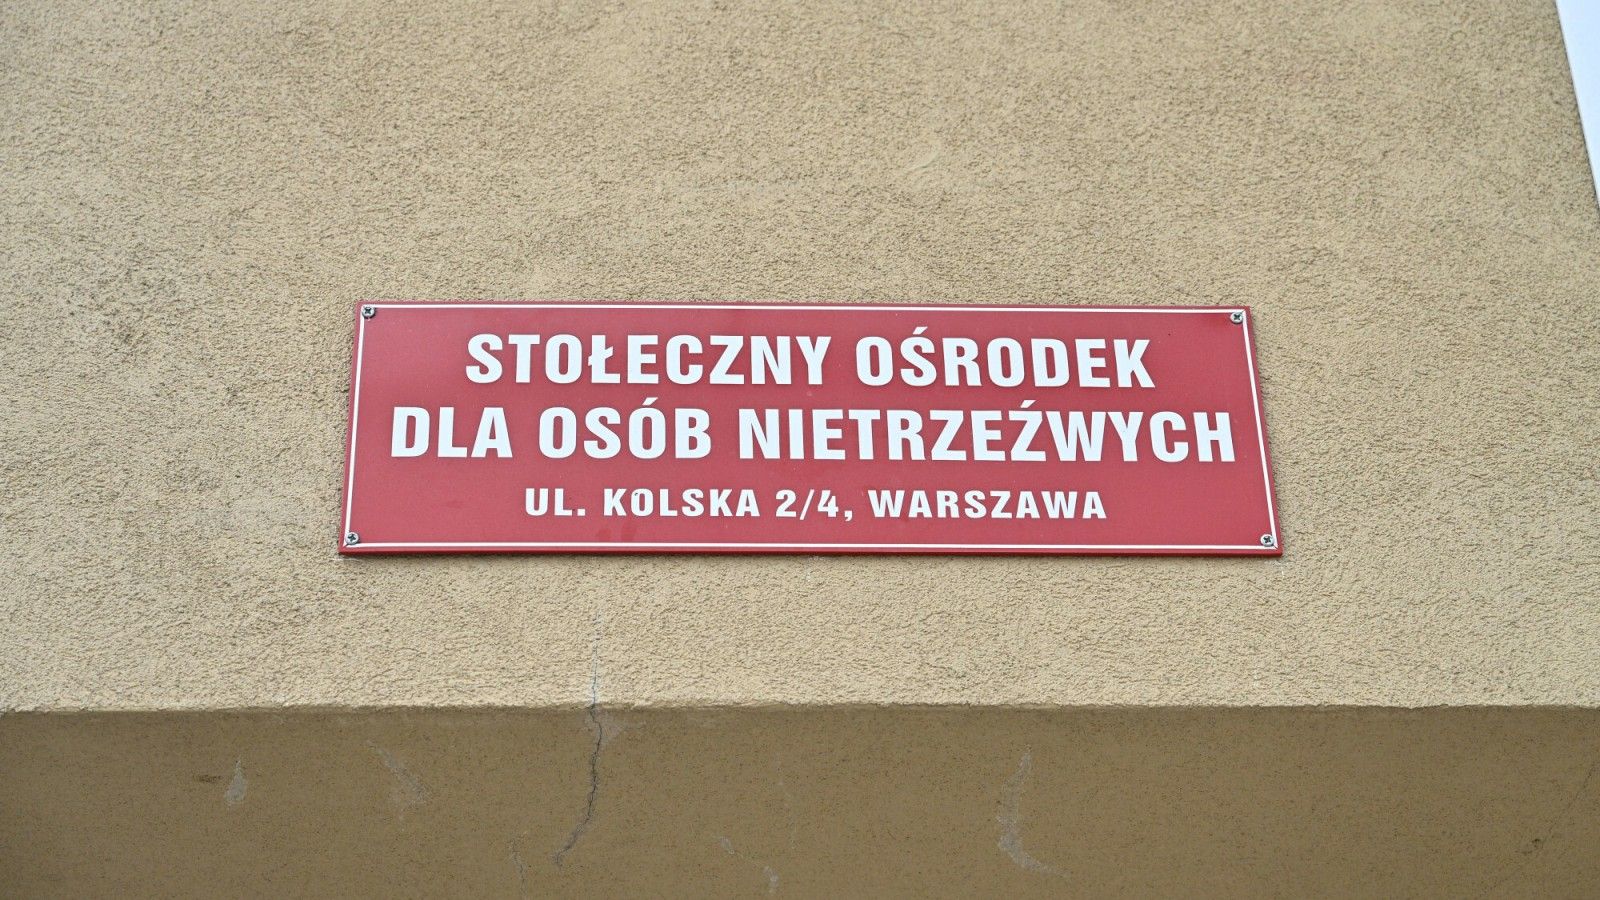 STOŁECZNY OŚRODEK
DLA OSÓB NIETRZEŹWYCH
UL. KOLSKA 2/4, WARSZAWA